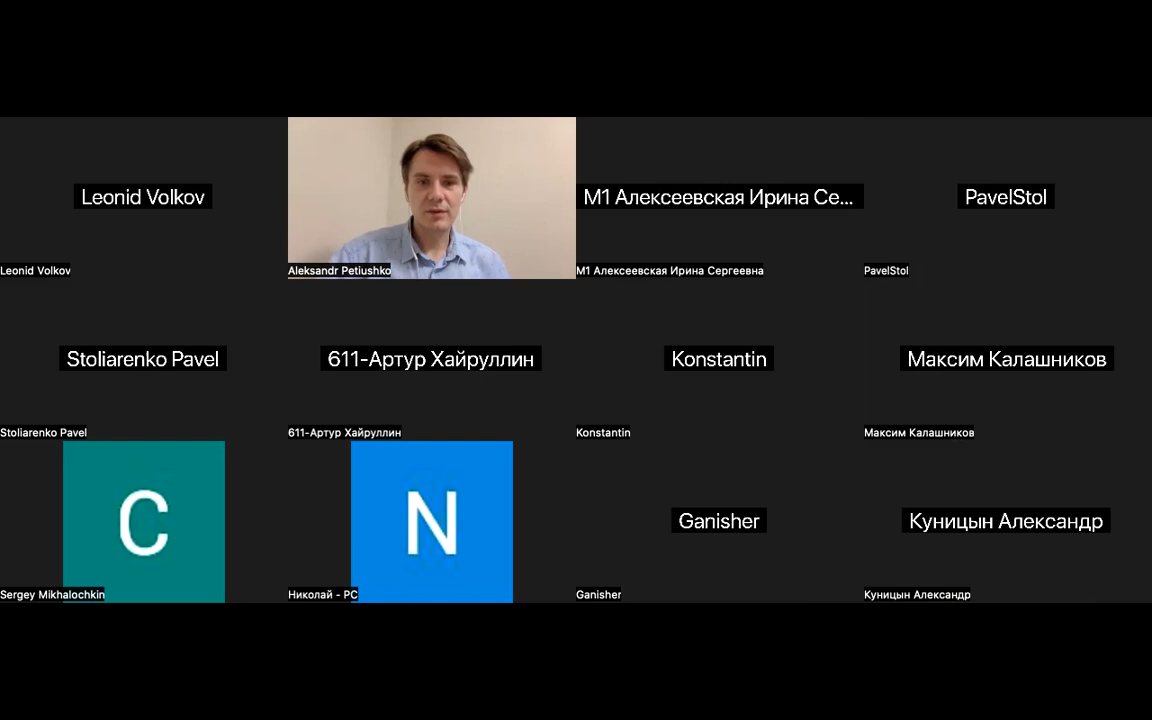 Leonid Volkov
Leonid Volkov
Aleksandr Petiushko
М1 Алексеевская Ирина Се...
М1 Алексеевская Ирина Сергеевна
PavelStol
PavelStol
Stoliarenko Pavel
Stoliarenko Pavel
611-Артур Хайруллин
611-Артур Хайруллин
Konstantin
Konstantin
Максим Калашников
Максим Калашников
С
Sergey Mikhalochkin
N
Николай - PC
Ganisher
Ganisher
Куницын Александр
Куницын Александр